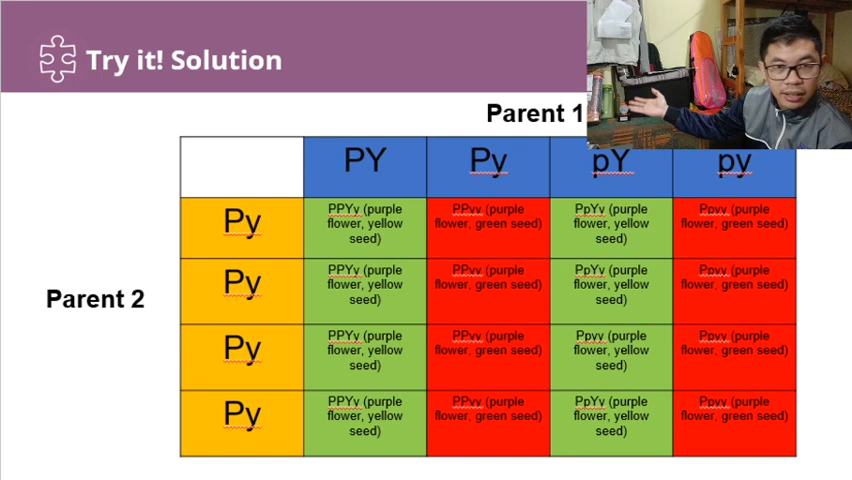 Try it! Solution
Parent 1
PY
Py
pY
py
Py
PPYy (purple
flower, yellow
seed)
PPyy (purple
flower, green seed)
PpYy (purple
flower, yellow
seed)
Ppyy (purple
flower, green seed)
Parent 2
Py
PPYy (purple
flower, yellow
seed)
PPyy (purple
flower, green seed)
PpYy (purple
flower, yellow
seed)
Ppyy (purple
flower, green seed)
Py
PPYy (purple
flower, yellow
seed)
PPyy (purple
flower, green seed)
Ppyy (purple
flower, yellow
seed)
Ppyy (purple
flower, green seed)
Py
PPYy (purple
flower, yellow
seed)
PPyy (purple
flower, green seed)
PpYy (purple
flower, yellow
seed)
Ppyy (purple
flower, green seed)